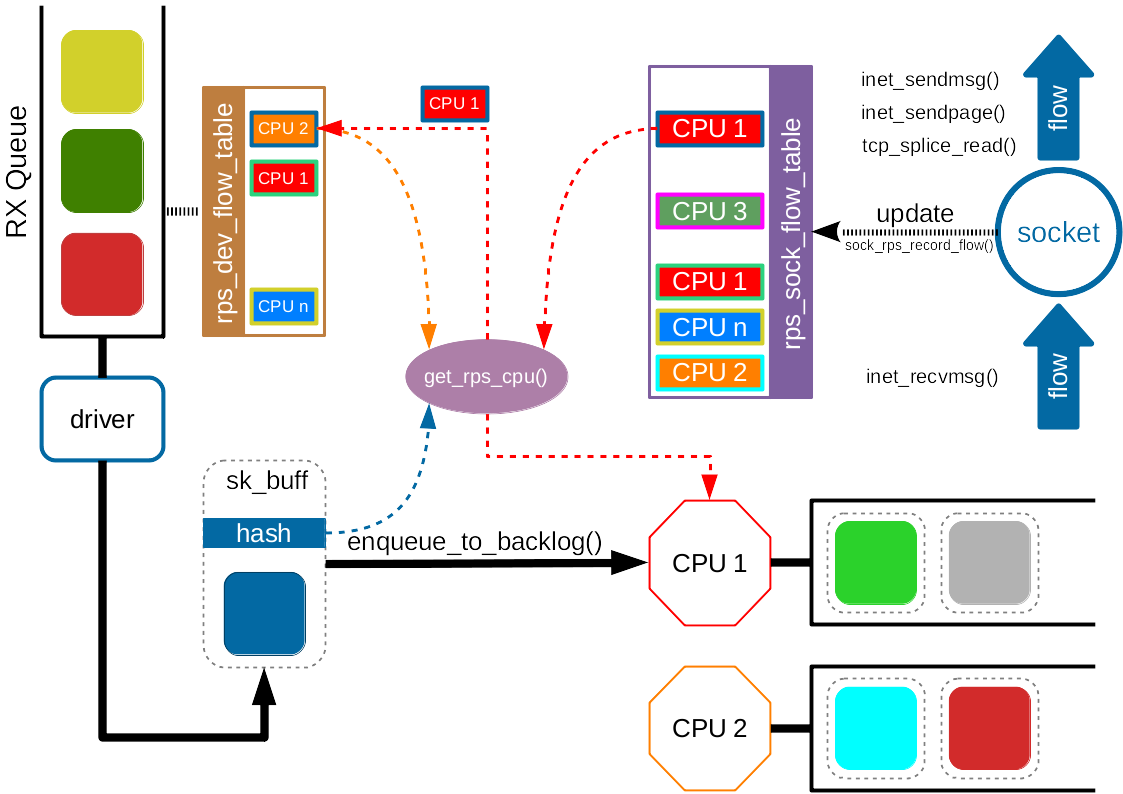 RX Queue
rps_dev_flow_table
CPU 2
CPU 1
CPU n
CPU 1
CPU 1
CPU 3
CPU 1
CPU n
CPU 2
rps_sock_flow_table
inet_sendmsg()
inet_sendpage()
tcp_splice_read()
flow
update
sock_rps_record_flow()
socket
inet_recvmsg()
flow
get_rps_cpu()
driver
sk_buff
hash
enqueue_to_backlog()
CPU 1
CPU 2